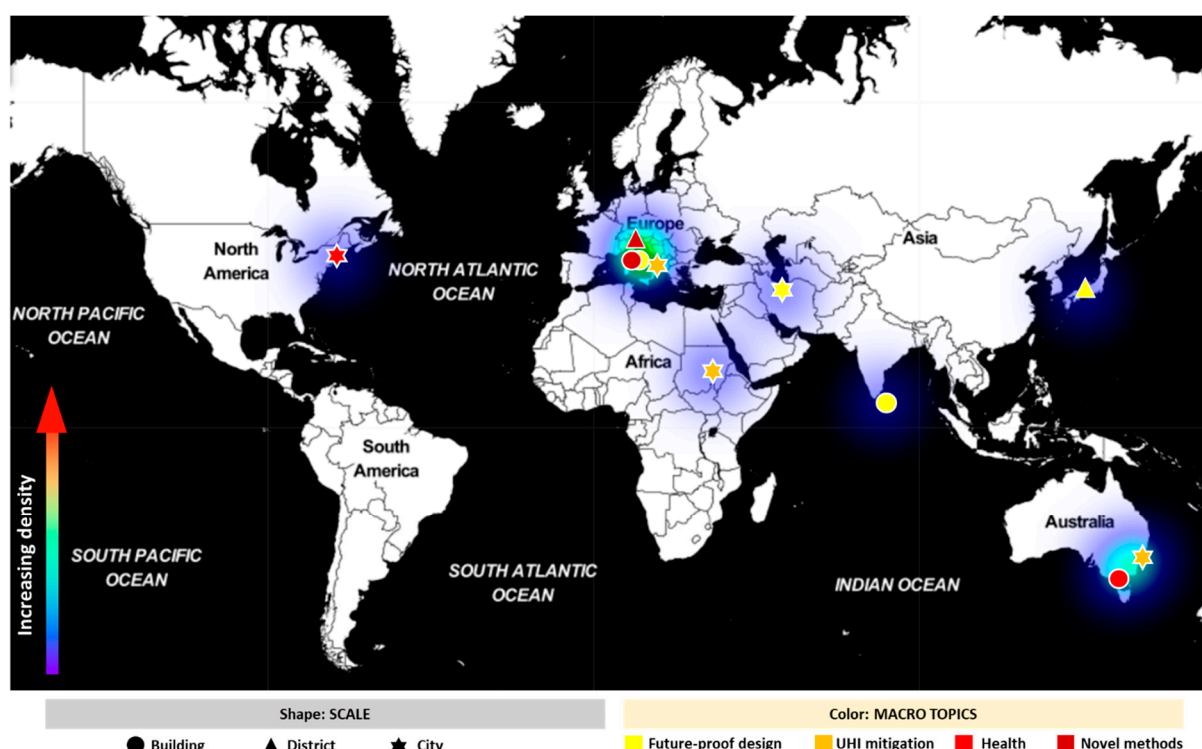 Europe
Asia
North
America
NORTH ATLANTIC
OCEAN
NORTH PACIFIC
OCEAN
Africa
South
America
Australia
SOUTH PACIFIC
OCEAN
SOUTH ATLANTIC
OCEAN
INDIAN OCEAN
Increasing density
Shape: SCALE
Color: MACRO TOPICS
Building District City
Future-proof design UHI mitigation Health Novel methods